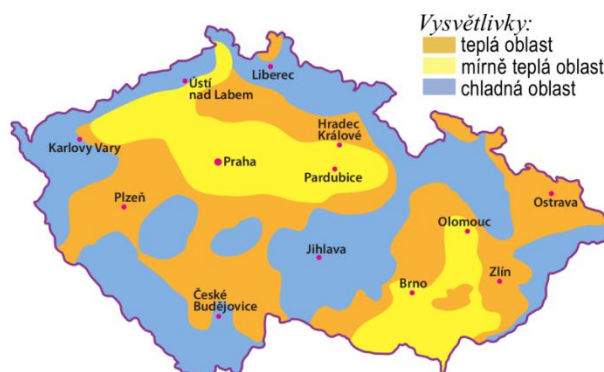 Vysvětlivky:
teplá oblast
mírně teplá oblast
chladná oblast
Liberec
Ústí
nad Labem
Hradec
Králové
Karlovy Vary
Praha
Pardubice
Plzeň
Ostrava
Olomouc
Jihlava
Zlín
Brno
České
Budějovice